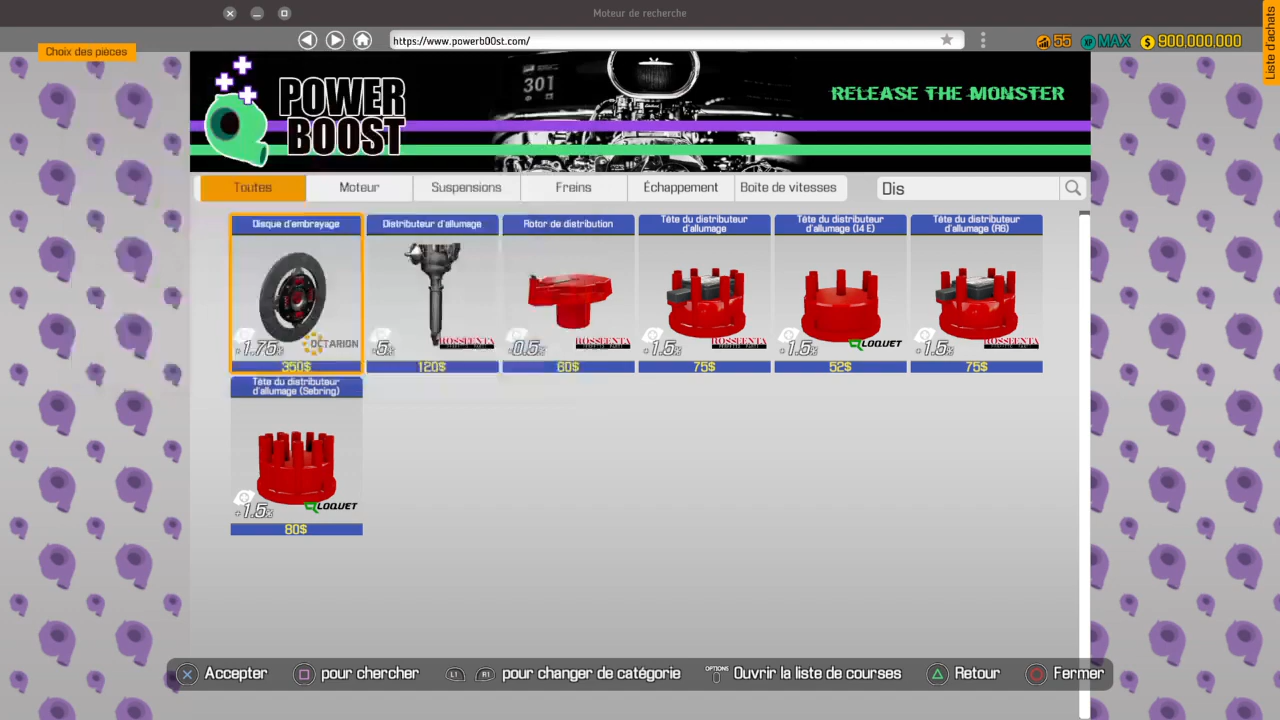 Moteur de recherche
Choix des pièces
https://www.powerb00st.com/
55
XP MAX
$ 900,000,000
Liste d'achats
POWER
BOOST
301
RELEASE THE MONSTER
Toutes
Moteur
Suspensions
Freins
Échappement
Boîte de vitesses
Dis
Disque d'embrayage
+1.75%
OCTARION
350$
Distributeur d'allumage
+5%
120$
Rotor de distribution
+0.5%
60$
Tête du distributeur
d'allumage
+1.5%
75$
Tête du distributeur
d'allumage (I4 E)
+1.5%
LOQUET
52$
Tête du distributeur
d'allumage (R6)
+1.5%
75$
Tête du distributeur
d'allumage (Sebring)
+1.5%
LOQUET
80$
Accepter
pour chercher
L1
R1
pour changer de catégorie
OPTIONS
Ouvrir la liste de courses
Retour
Fermer